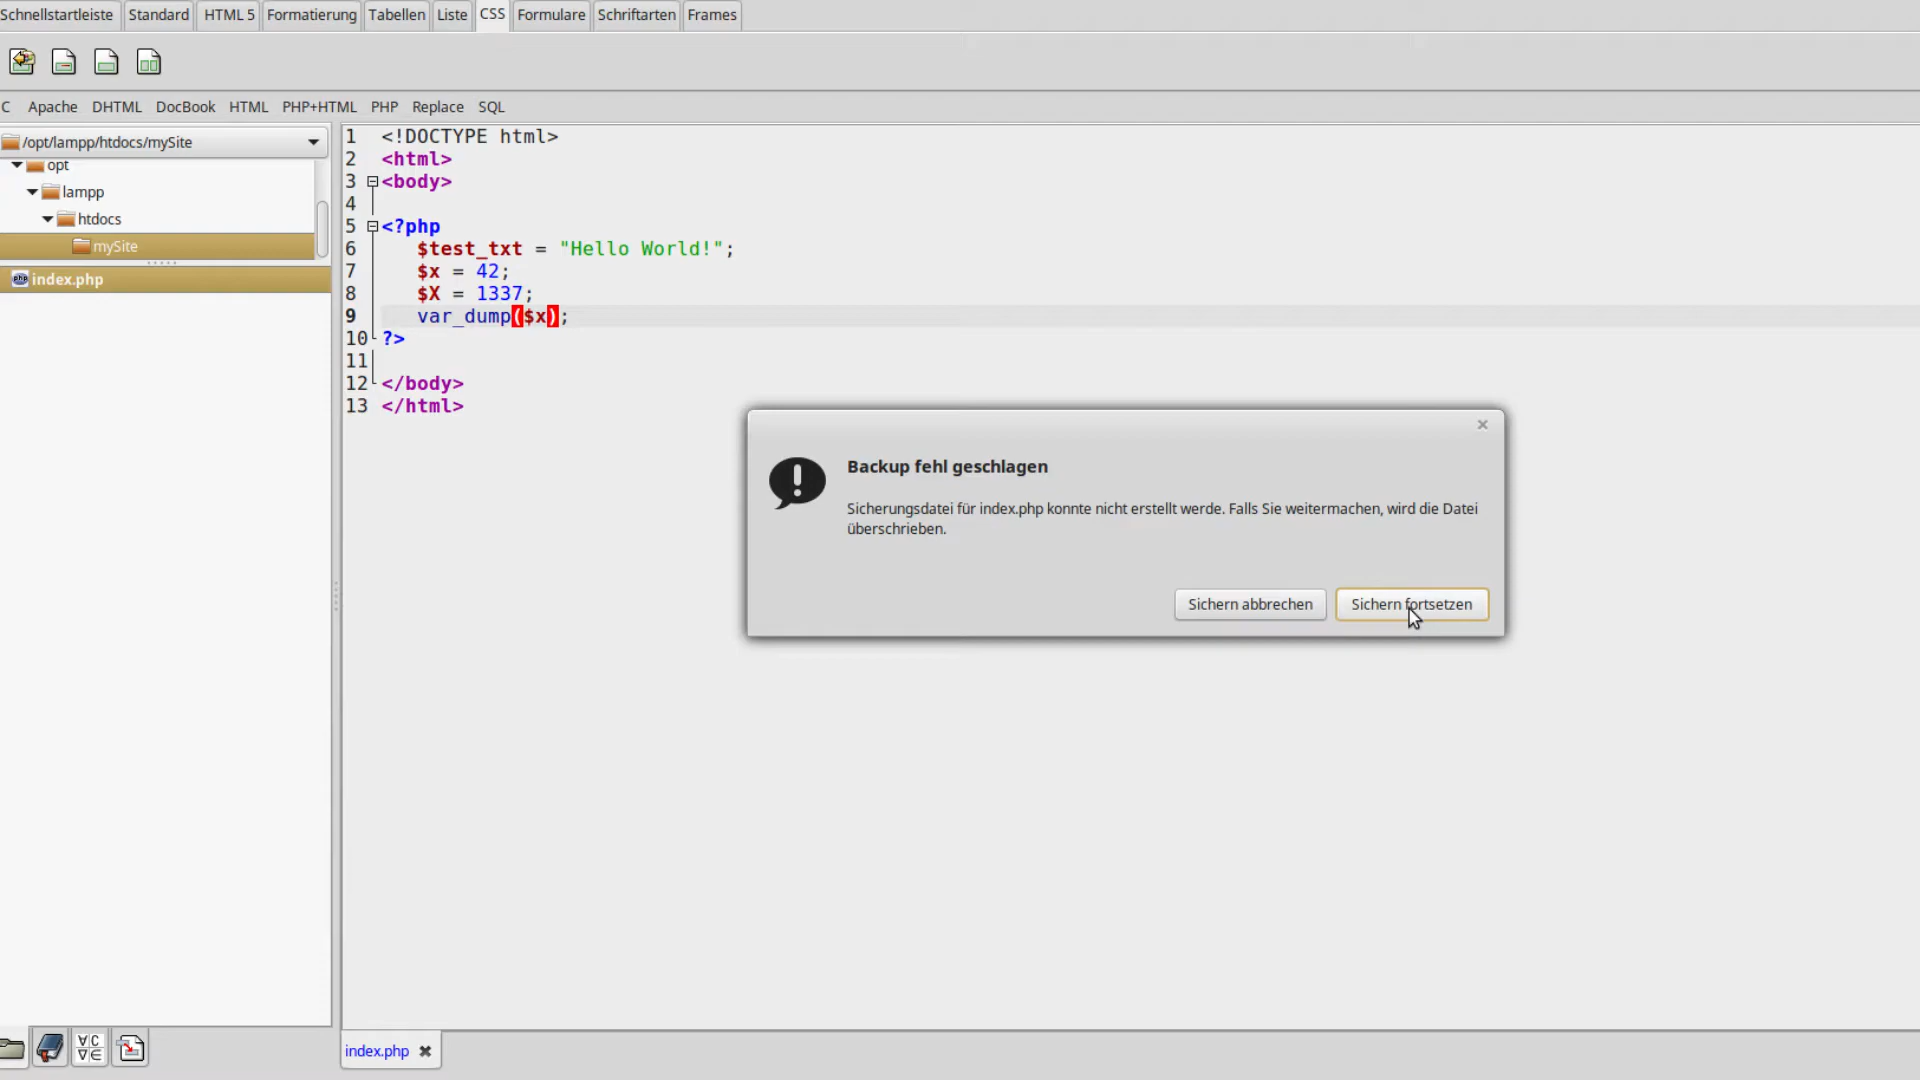 Schnellstartleiste Standard HTML 5 Formatierung Tabellen Liste CSS Formulare Schriftarten Frames
C Apache DHTML DocBook HTML PHP+HTML PHP Replace SQL
/opt/lampp/htdocs/mySite
opt
lampp
htdocs
mySite
index.php
1 <!DOCTYPE html>
2 <html>
3 <body>
4
5 <?php
6 $test_txt = "Hello World!";
7 $x = 42;
8 $X = 1337;
9 var_dump($x);
10 ?>
11
12 </body>
13 </html>
Backup fehl geschlagen
Sicherungsdatei für index.php konnte nicht erstellt werde. Falls Sie weitermachen, wird die Datei
überschrieben.
Sichern abbrechen Sichern fortsetzen
∀C
∇∈
index.php